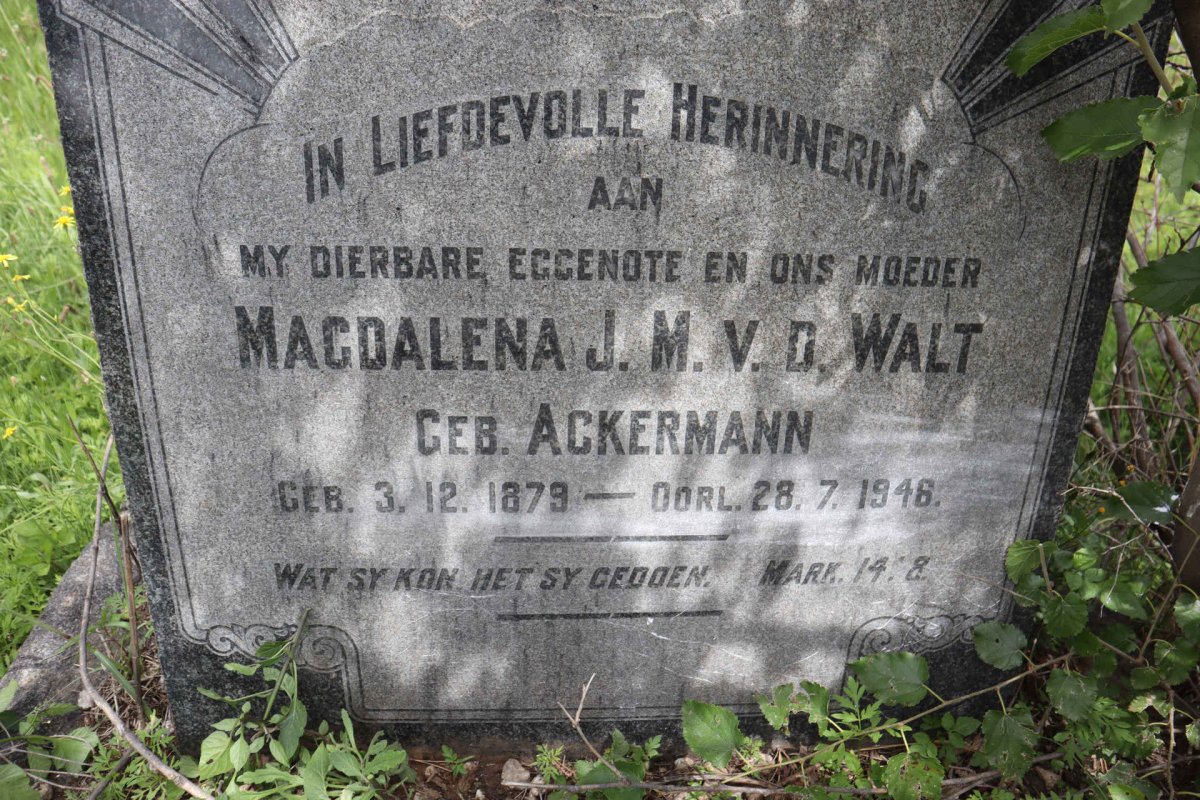 IN LIEFDEVOLLE HERINNERING
AAN
MY DIERBARE EGGENOTE EN ONS MOEDER
MAGDALENA J. M. V. D. WALT
GEB. ACKERMANN
GEB. 3. 12. 1879 — OORL. 28. 7. 1946.
WAT SY KON HET SY GEDOEN. MARK. 14: 8.